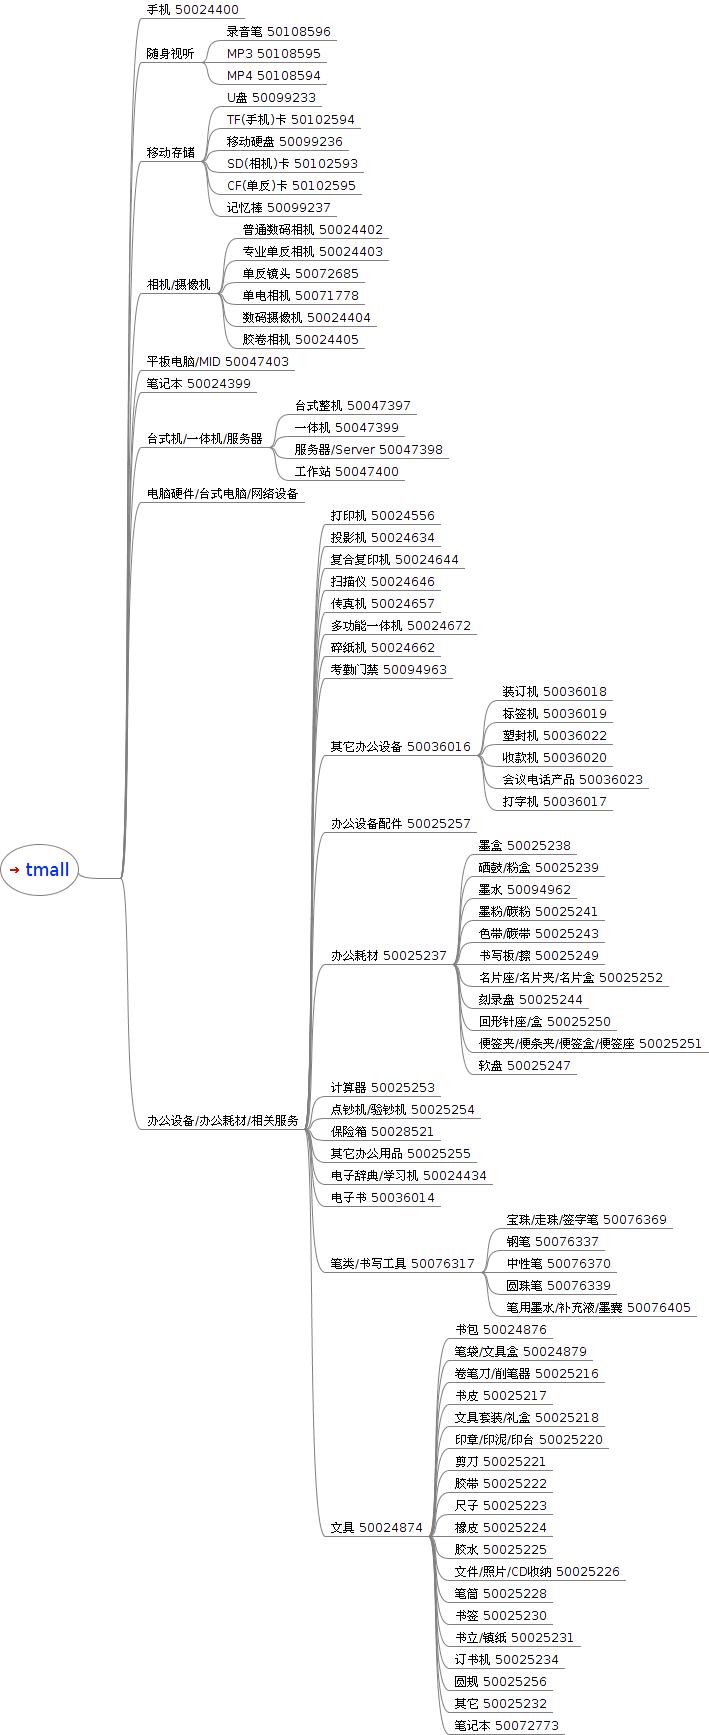 手机 50024400
随身视听
录音笔 50108596
MP3 50108595
MP4 50108594
移动存储
U盘 50099233
TF(手机)卡 50102594
移动硬盘 50099236
SD(相机)卡 50102593
CF(单反)卡 50102595
记忆棒 50099237
相机/摄像机
普通数码相机 50024402
专业单反相机 50024403
单反镜头 50072685
单电相机 50071778
数码摄像机 50024404
胶卷相机 50024405
平板电脑/MID 50047403
笔记本 50024399
台式机/一体机/服务器
台式整机 50047397
一体机 50047399
服务器/Server 50047398
工作站 50047400
电脑硬件/台式电脑/网络设备
tmall
办公设备/办公耗材/相关服务
打印机 50024556
投影机 50024634
复合复印机 50024644
扫描仪 50024646
传真机 50024657
多功能一体机 50024672
碎纸机 50024662
考勤门禁 50094963
其它办公设备 50036016
装订机 50036018
标签机 50036019
塑封机 50036022
收款机 50036020
会议电话产品 50036023
打字机 50036017
办公设备配件 50025257
办公耗材 50025237
墨盒 50025238
硒鼓/粉盒 50025239
墨水 50094962
墨粉/碳粉 50025241
色带/碳带 50025243
书写板/擦 50025249
名片座/名片夹/名片盒 50025252
刻录盘 50025244
回形针座/盒 50025250
便签夹/便条夹/便签盒/便签座 50025251
软盘 50025247
计算器 50025253
点钞机/验钞机 50025254
保险箱 50028521
其它办公用品 50025255
电子辞典/学习机 50024434
电子书 50036014
笔类/书写工具 50076317
宝珠/走珠/签字笔 50076369
钢笔 50076337
中性笔 50076370
圆珠笔 50076339
笔用墨水/补充液/墨囊 50076405
文具 50024874
书包 50024876
笔袋/文具盒 50024879
卷笔刀/削笔器 50025216
书皮 50025217
文具套装/礼盒 50025218
印章/印泥/印台 50025220
剪刀 50025221
胶带 50025222
尺子 50025223
橡皮 50025224
胶水 50025225
文件/照片/CD收纳 50025226
笔筒 50025228
书签 50025230
书立/镇纸 50025231
订书机 50025234
圆规 50025256
其它 50025232
笔记本 50072773